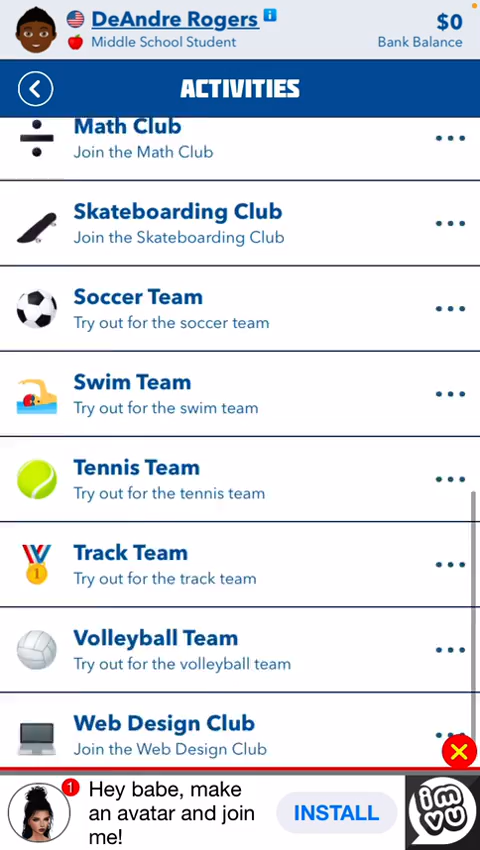 DeAndre Rogers
$0
Middle School Student
Bank Balance
ACTIVITIES
Math Club
Join the Math Club
Skateboarding Club
Join the Skateboarding Club
Soccer Team
Try out for the soccer team
Swim Team
Try out for the swim team
Tennis Team
Try out for the tennis team
Track Team
Try out for the track team
1
Volleyball Team
Try out for the volleyball team
Web Design Club
Join the Web Design Club
1
Hey babe, make
an avatar and join
me!
INSTALL
imvu